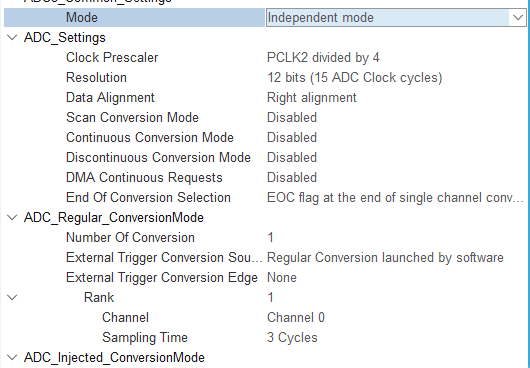 ADCs_Common_Settings
Mode Independent mode
ADC_Settings
Clock Prescaler PCLK2 divided by 4
Resolution 12 bits (15 ADC Clock cycles)
Data Alignment Right alignment
Scan Conversion Mode Disabled
Continuous Conversion Mode Disabled
Discontinuous Conversion Mode Disabled
DMA Continuous Requests Disabled
End Of Conversion Selection EOC flag at the end of single channel conv...
ADC_Regular_ConversionMode
Number Of Conversion 1
External Trigger Conversion Sou... Regular Conversion launched by software
External Trigger Conversion Edge None
Rank 1
Channel Channel 0
Sampling Time 3 Cycles
ADC_Injected_ConversionMode